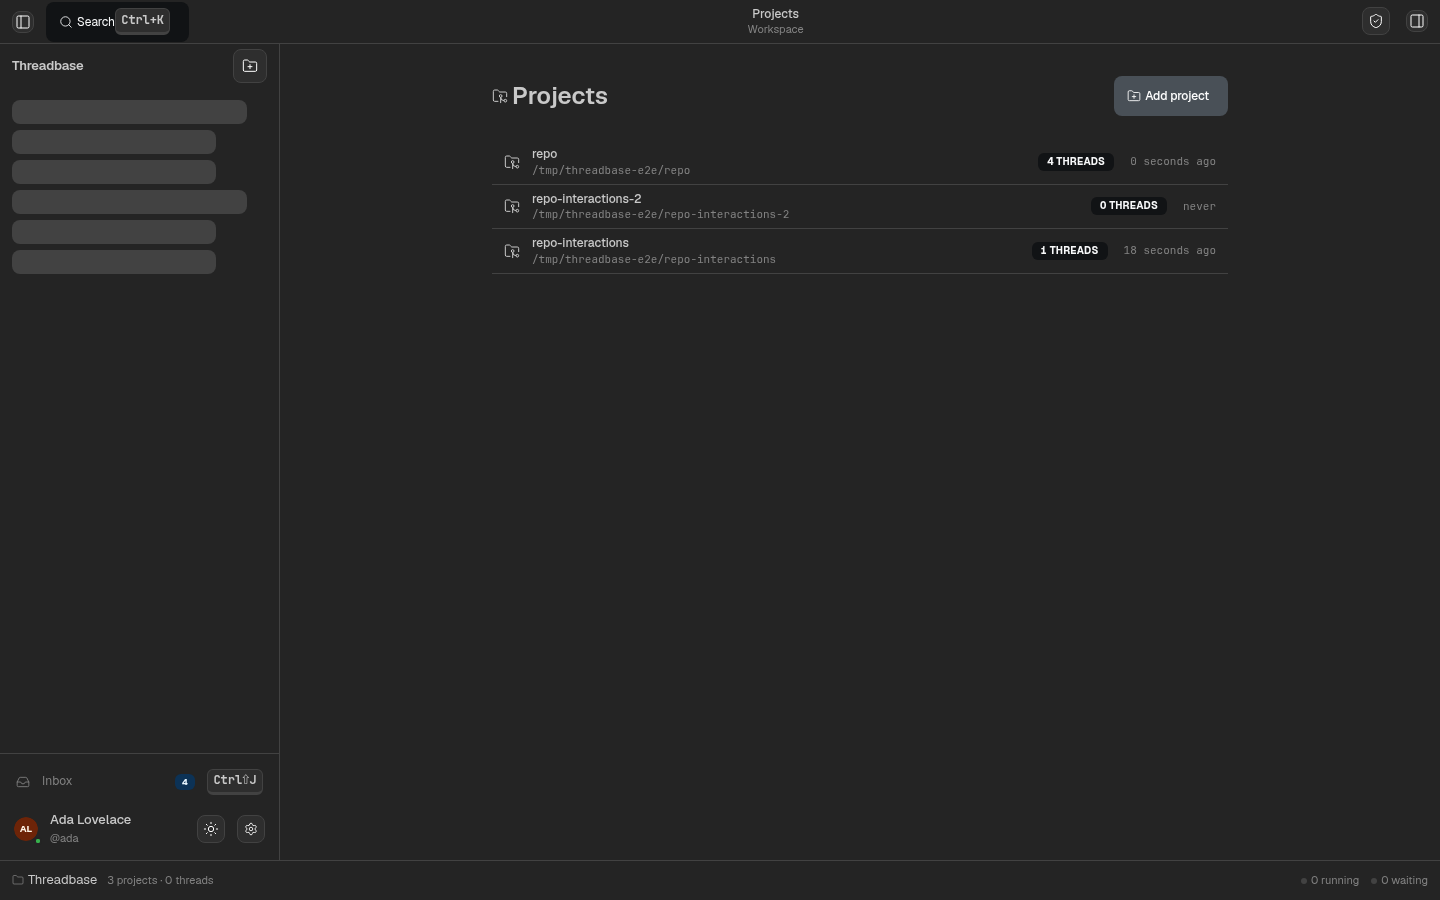 Search Ctrl+K
Projects
Workspace
Threadbase
Projects
Add project
repo
/tmp/threadbase-e2e/repo
4 THREADS
0 seconds ago
repo-interactions-2
/tmp/threadbase-e2e/repo-interactions-2
0 THREADS
never
repo-interactions
/tmp/threadbase-e2e/repo-interactions
1 THREADS
18 seconds ago
Inbox
4
Ctrl⇧J
AL
Ada Lovelace
@ada
Threadbase 3 projects · 0 threads
0 running
0 waiting